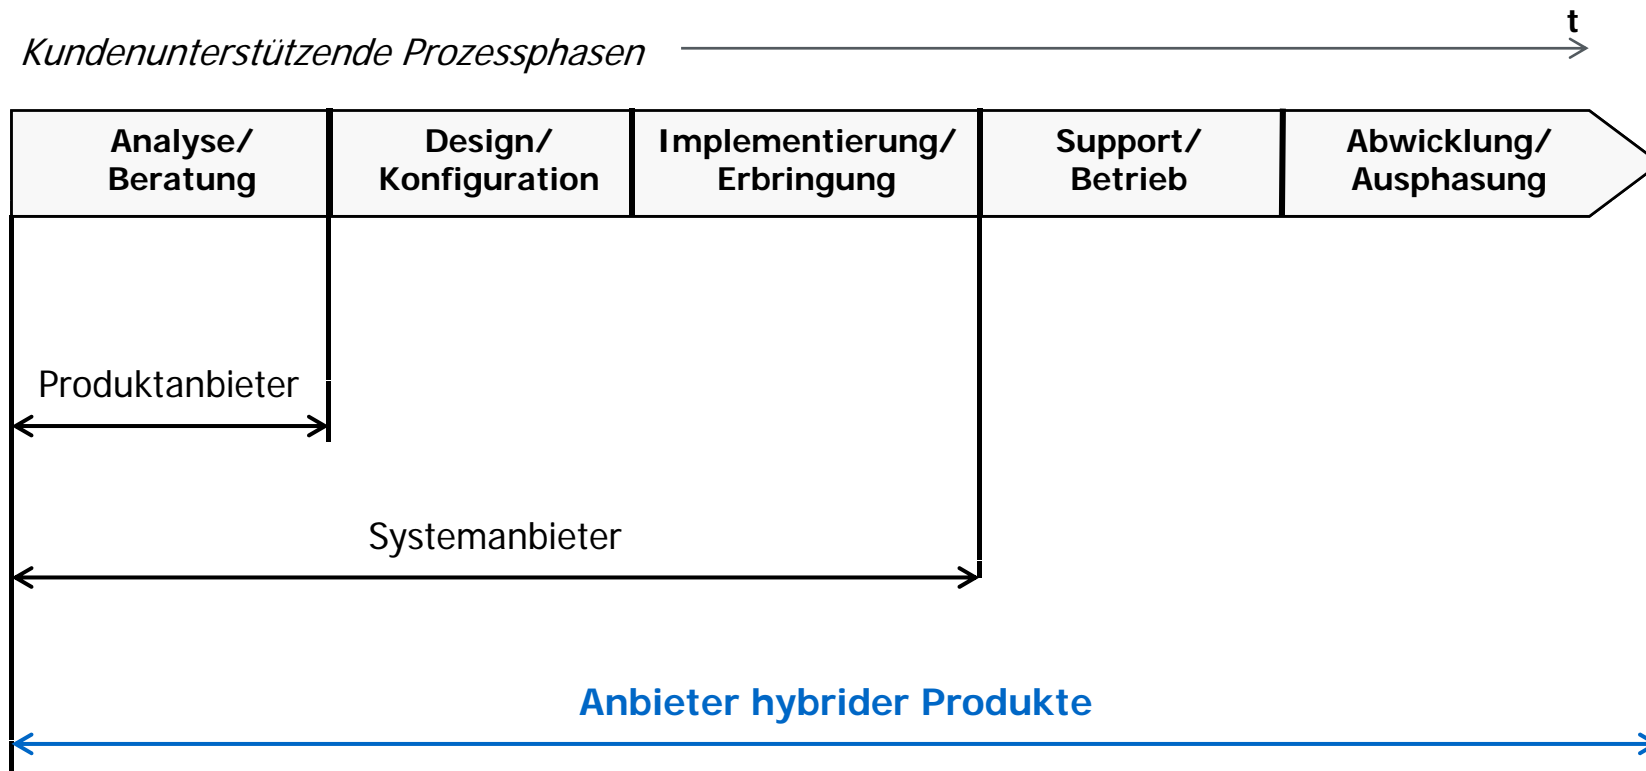 t
Kundenunterstützende Prozessphasen
Analyse/
Beratung
Design/
Konfiguration
Implementierung/
Erbringung
Support/
Betrieb
Abwicklung/
Ausphasung
Produktanbieter
Systemanbieter
Anbieter hybrider Produkte